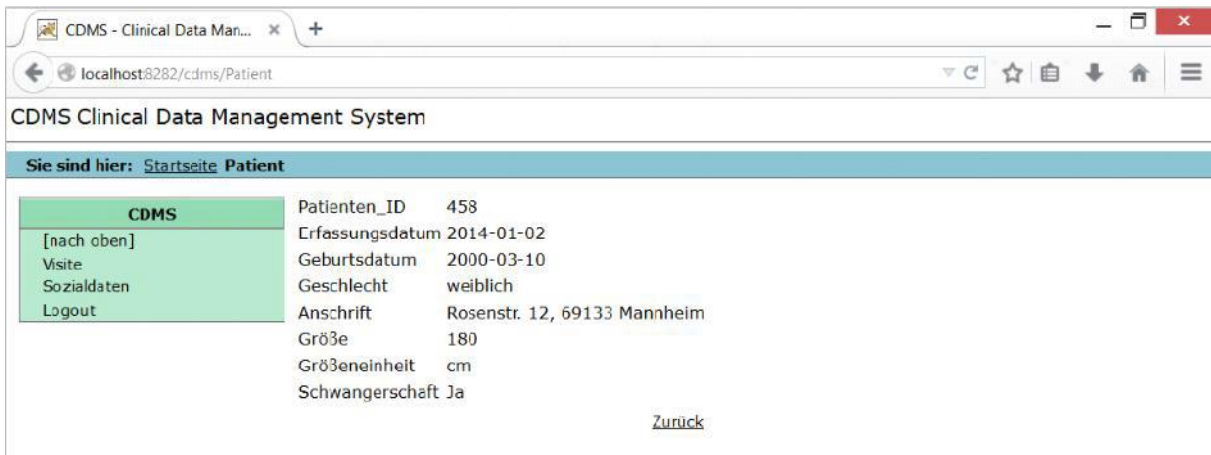 CDMS - Clinical Data Man...
localhost:8282/cdms/Patient
CDMS Clinical Data Management System
Sie sind hier: Startseite Patient
CDMS
[nach oben]
Visite
Sozialdaten
Logout
Patienten_ID 458
Erfassungsdatum 2014-01-02
Geburtsdatum 2000-03-10
Geschlecht weiblich
Anschrift Rosenstr. 12, 69133 Mannheim
Größe 180
Größeneinheit cm
Schwangerschaft Ja
Zurück